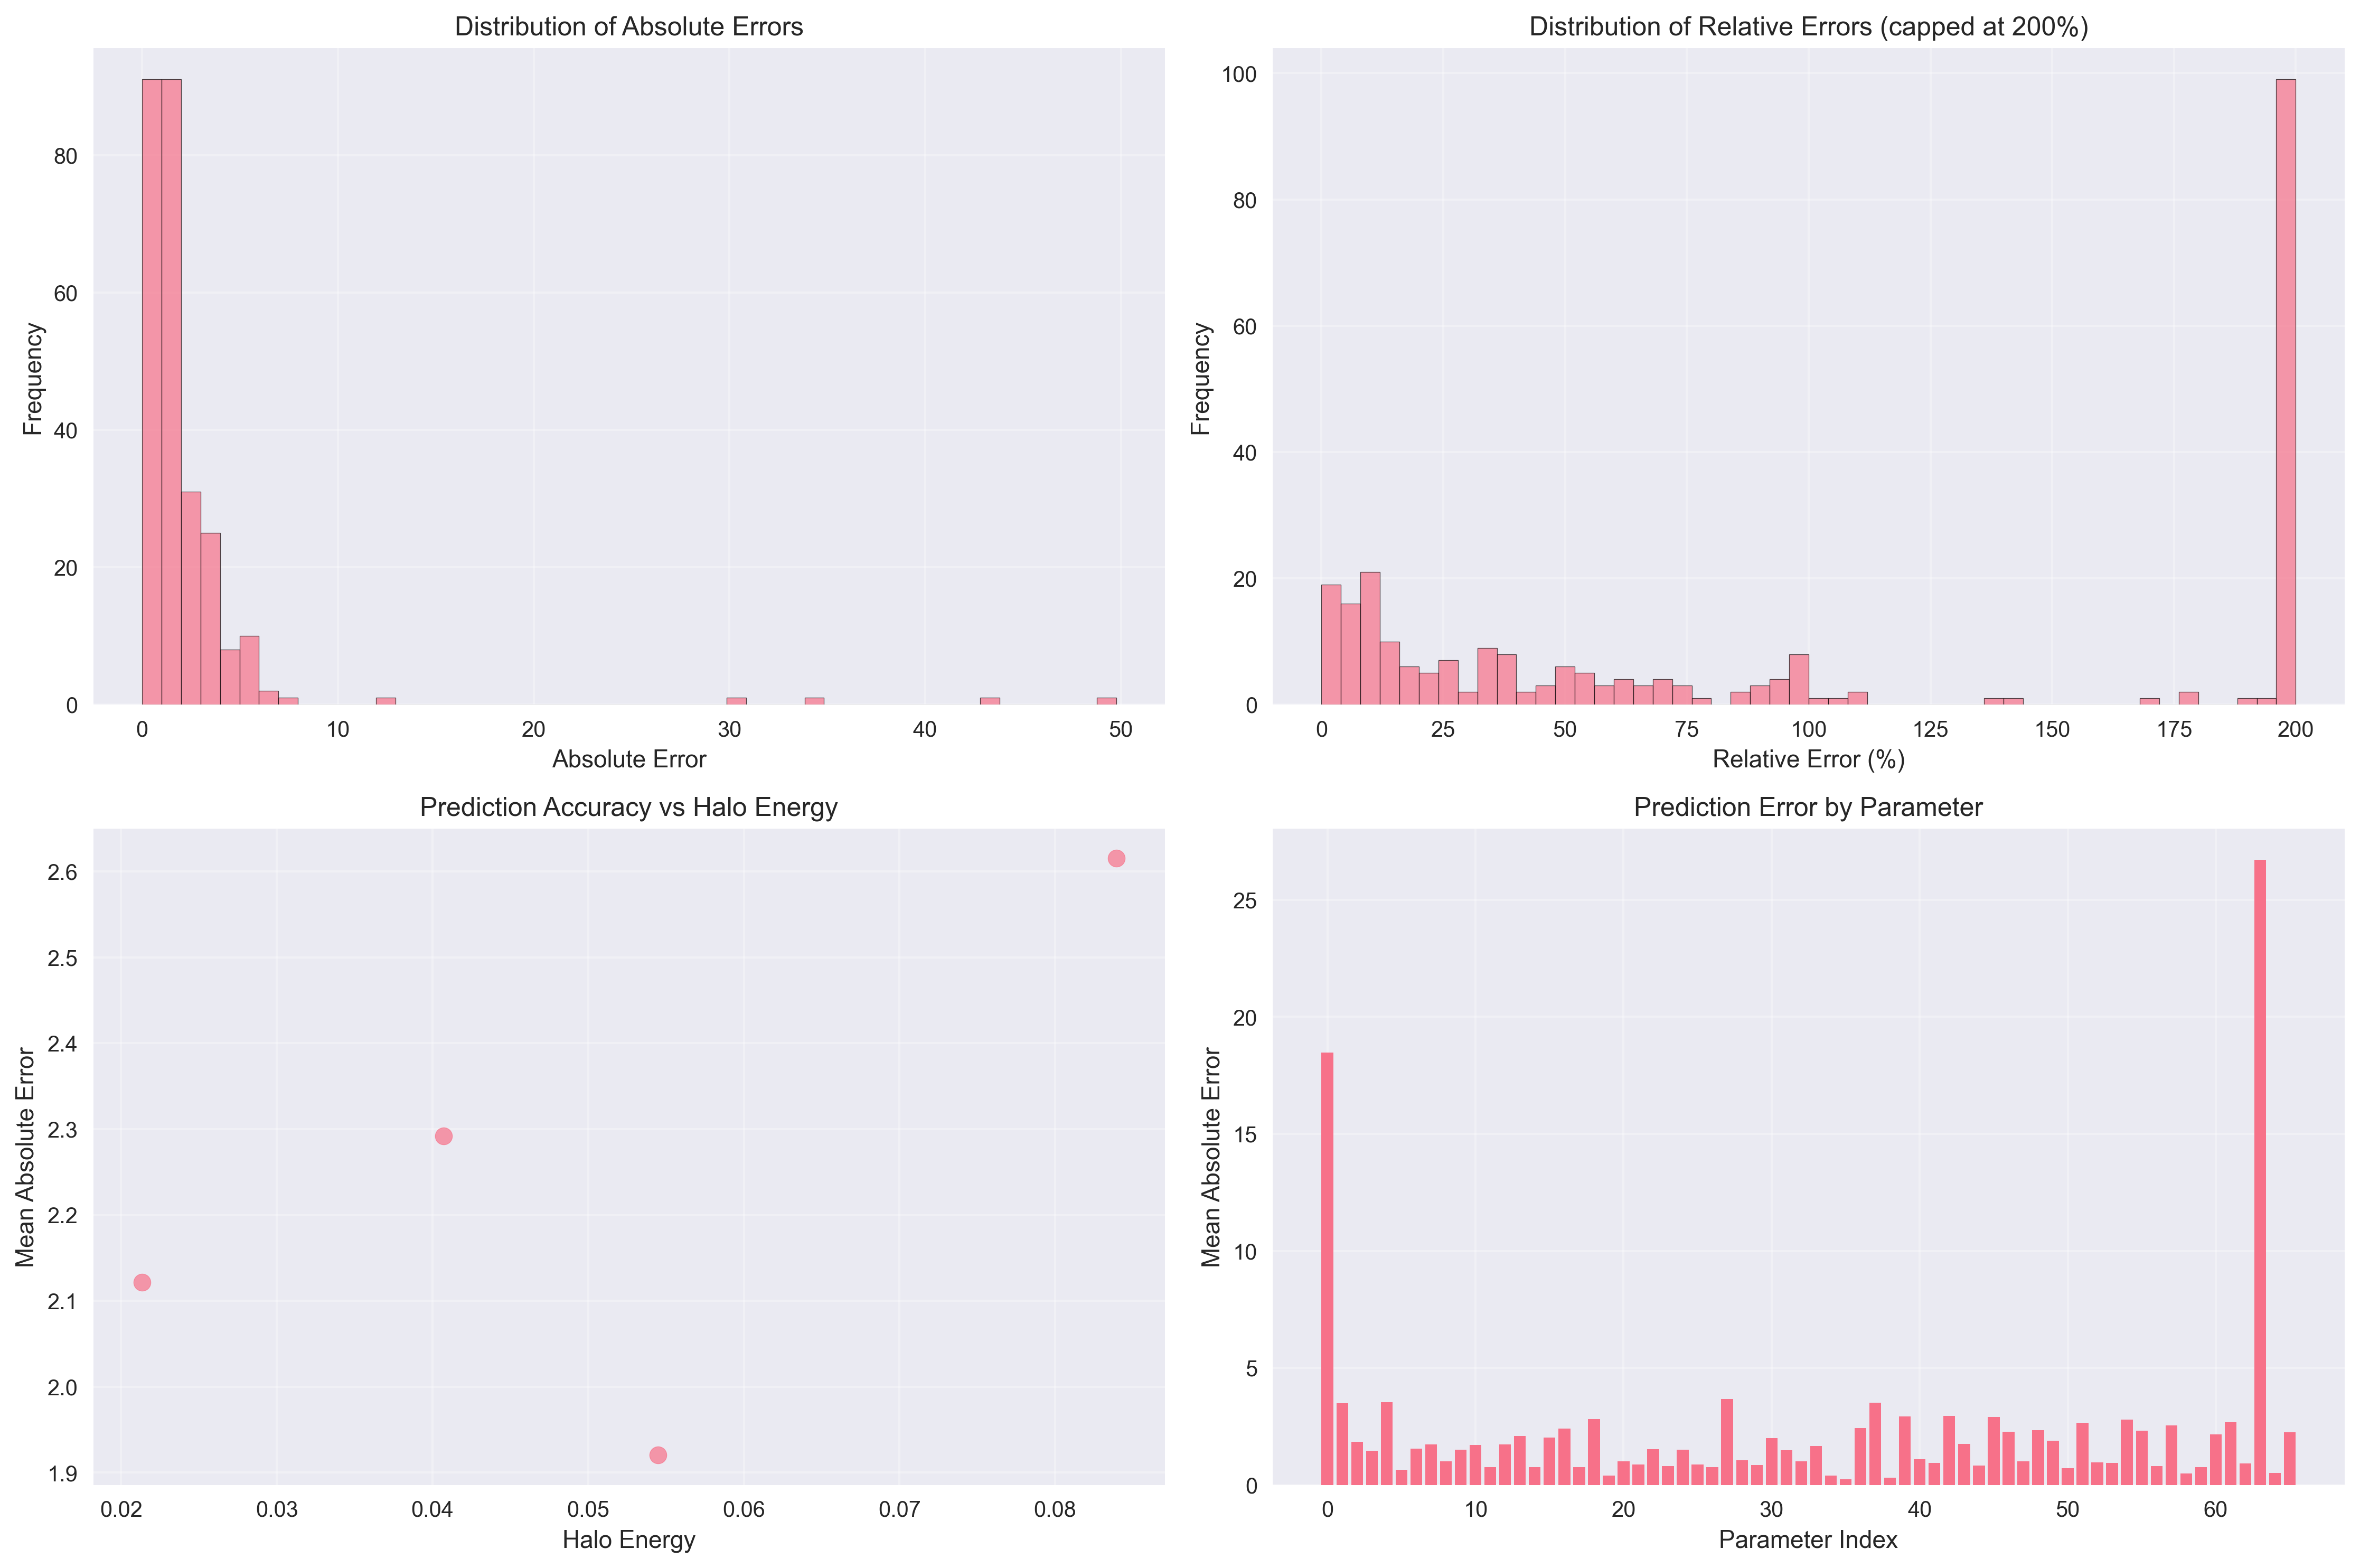 Distribution of Absolute Errors
Frequency
80
60
40
20
0
0 10 20 30 40 50
Absolute Error
Distribution of Relative Errors (capped at 200%)
Frequency
100
80
60
40
20
0
0 25 50 75 100 125 150 175 200
Relative Error (%)
Prediction Accuracy vs Halo Energy
Mean Absolute Error
2.6
2.5
2.4
2.3
2.2
2.1
2.0
1.9
0.02 0.03 0.04 0.05 0.06 0.07 0.08
Halo Energy
Prediction Error by Parameter
Mean Absolute Error
25
20
15
10
5
0
0 10 20 30 40 50 60
Parameter Index